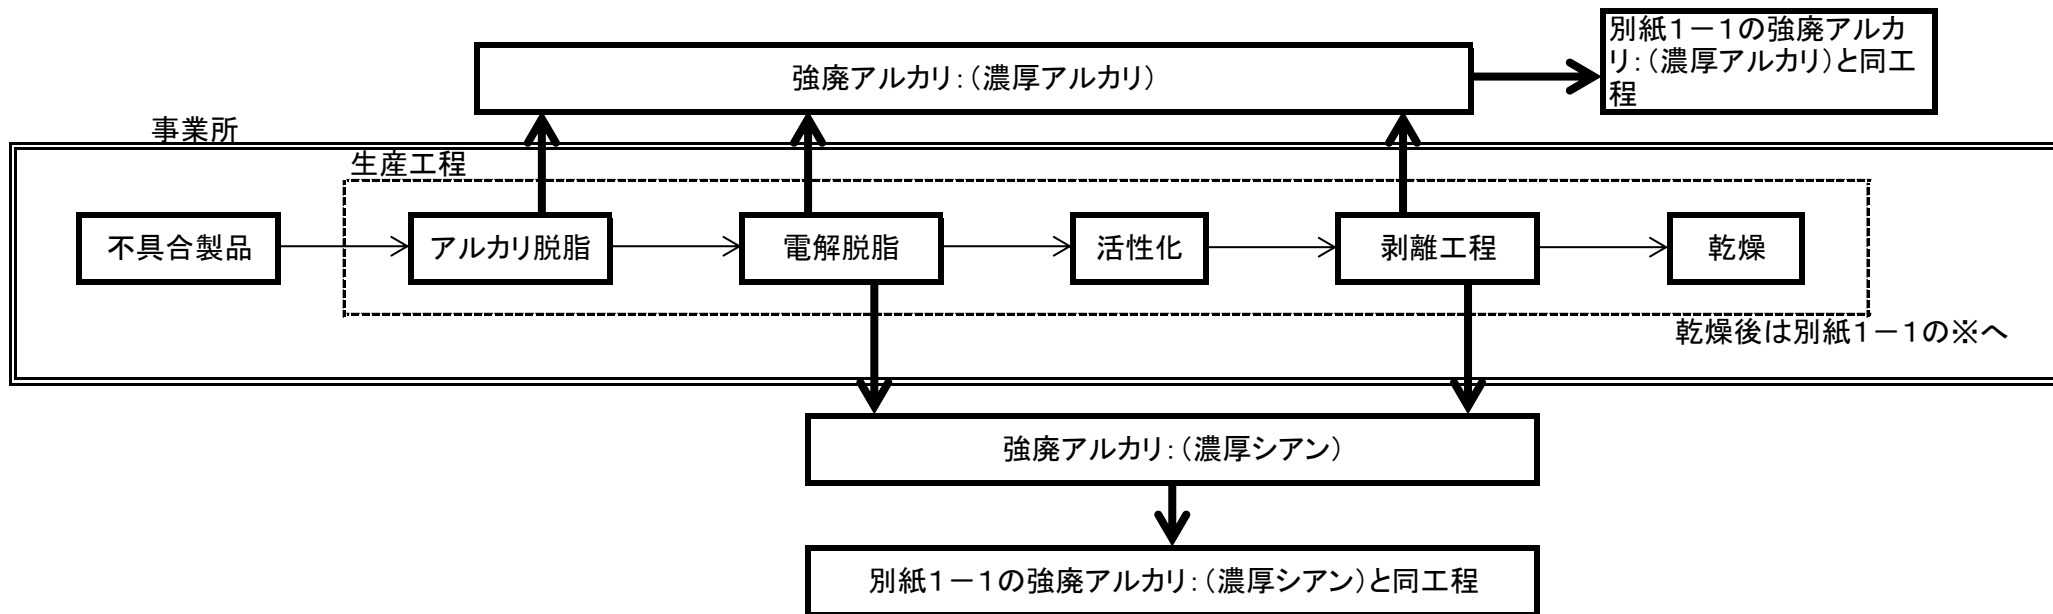 別紙1-1の強廃アルカ
リ:(濃厚アルカリ)と同工
程
強廃アルカリ:(濃厚アルカリ)
事業所
生産工程
不具合製品
アルカリ脱脂
電解脱脂
活性化
剥離工程
乾燥
乾燥後は別紙1-1の※へ
強廃アルカリ:(濃厚シアン)
別紙1-1の強廃アルカリ:(濃厚シアン)と同工程